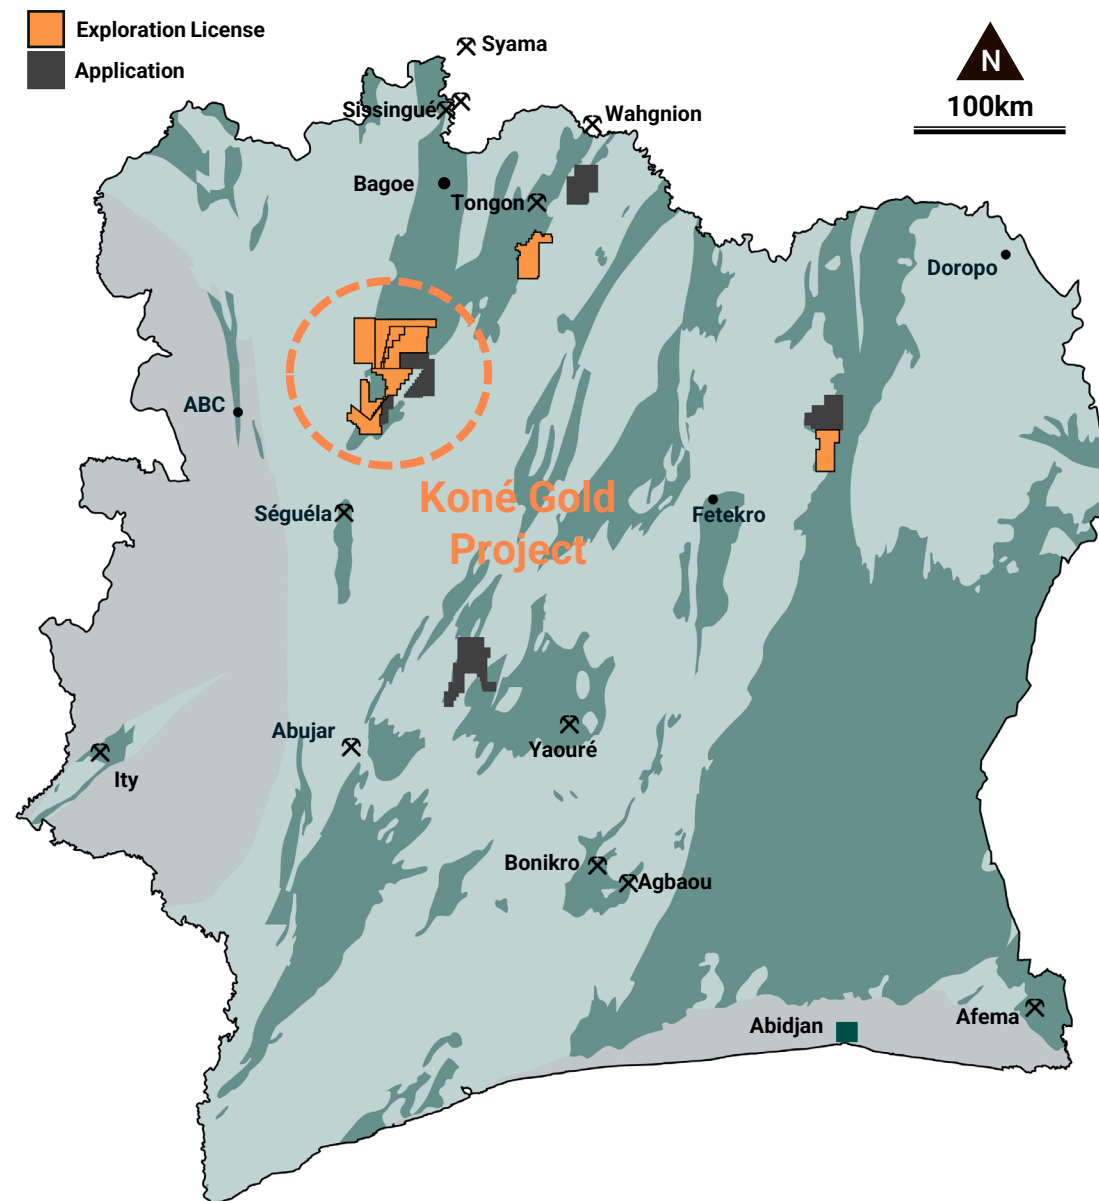 Exploration License
Application
N
100km
Syama
Sissingué
Wahgnion
Bagoe
Tongon
Doropo
ABC
Koné Gold
Project
Séguéla
Fetekro
Abujar
Yaouré
Ity
Bonikro
Agbaou
Abidjan
Afema